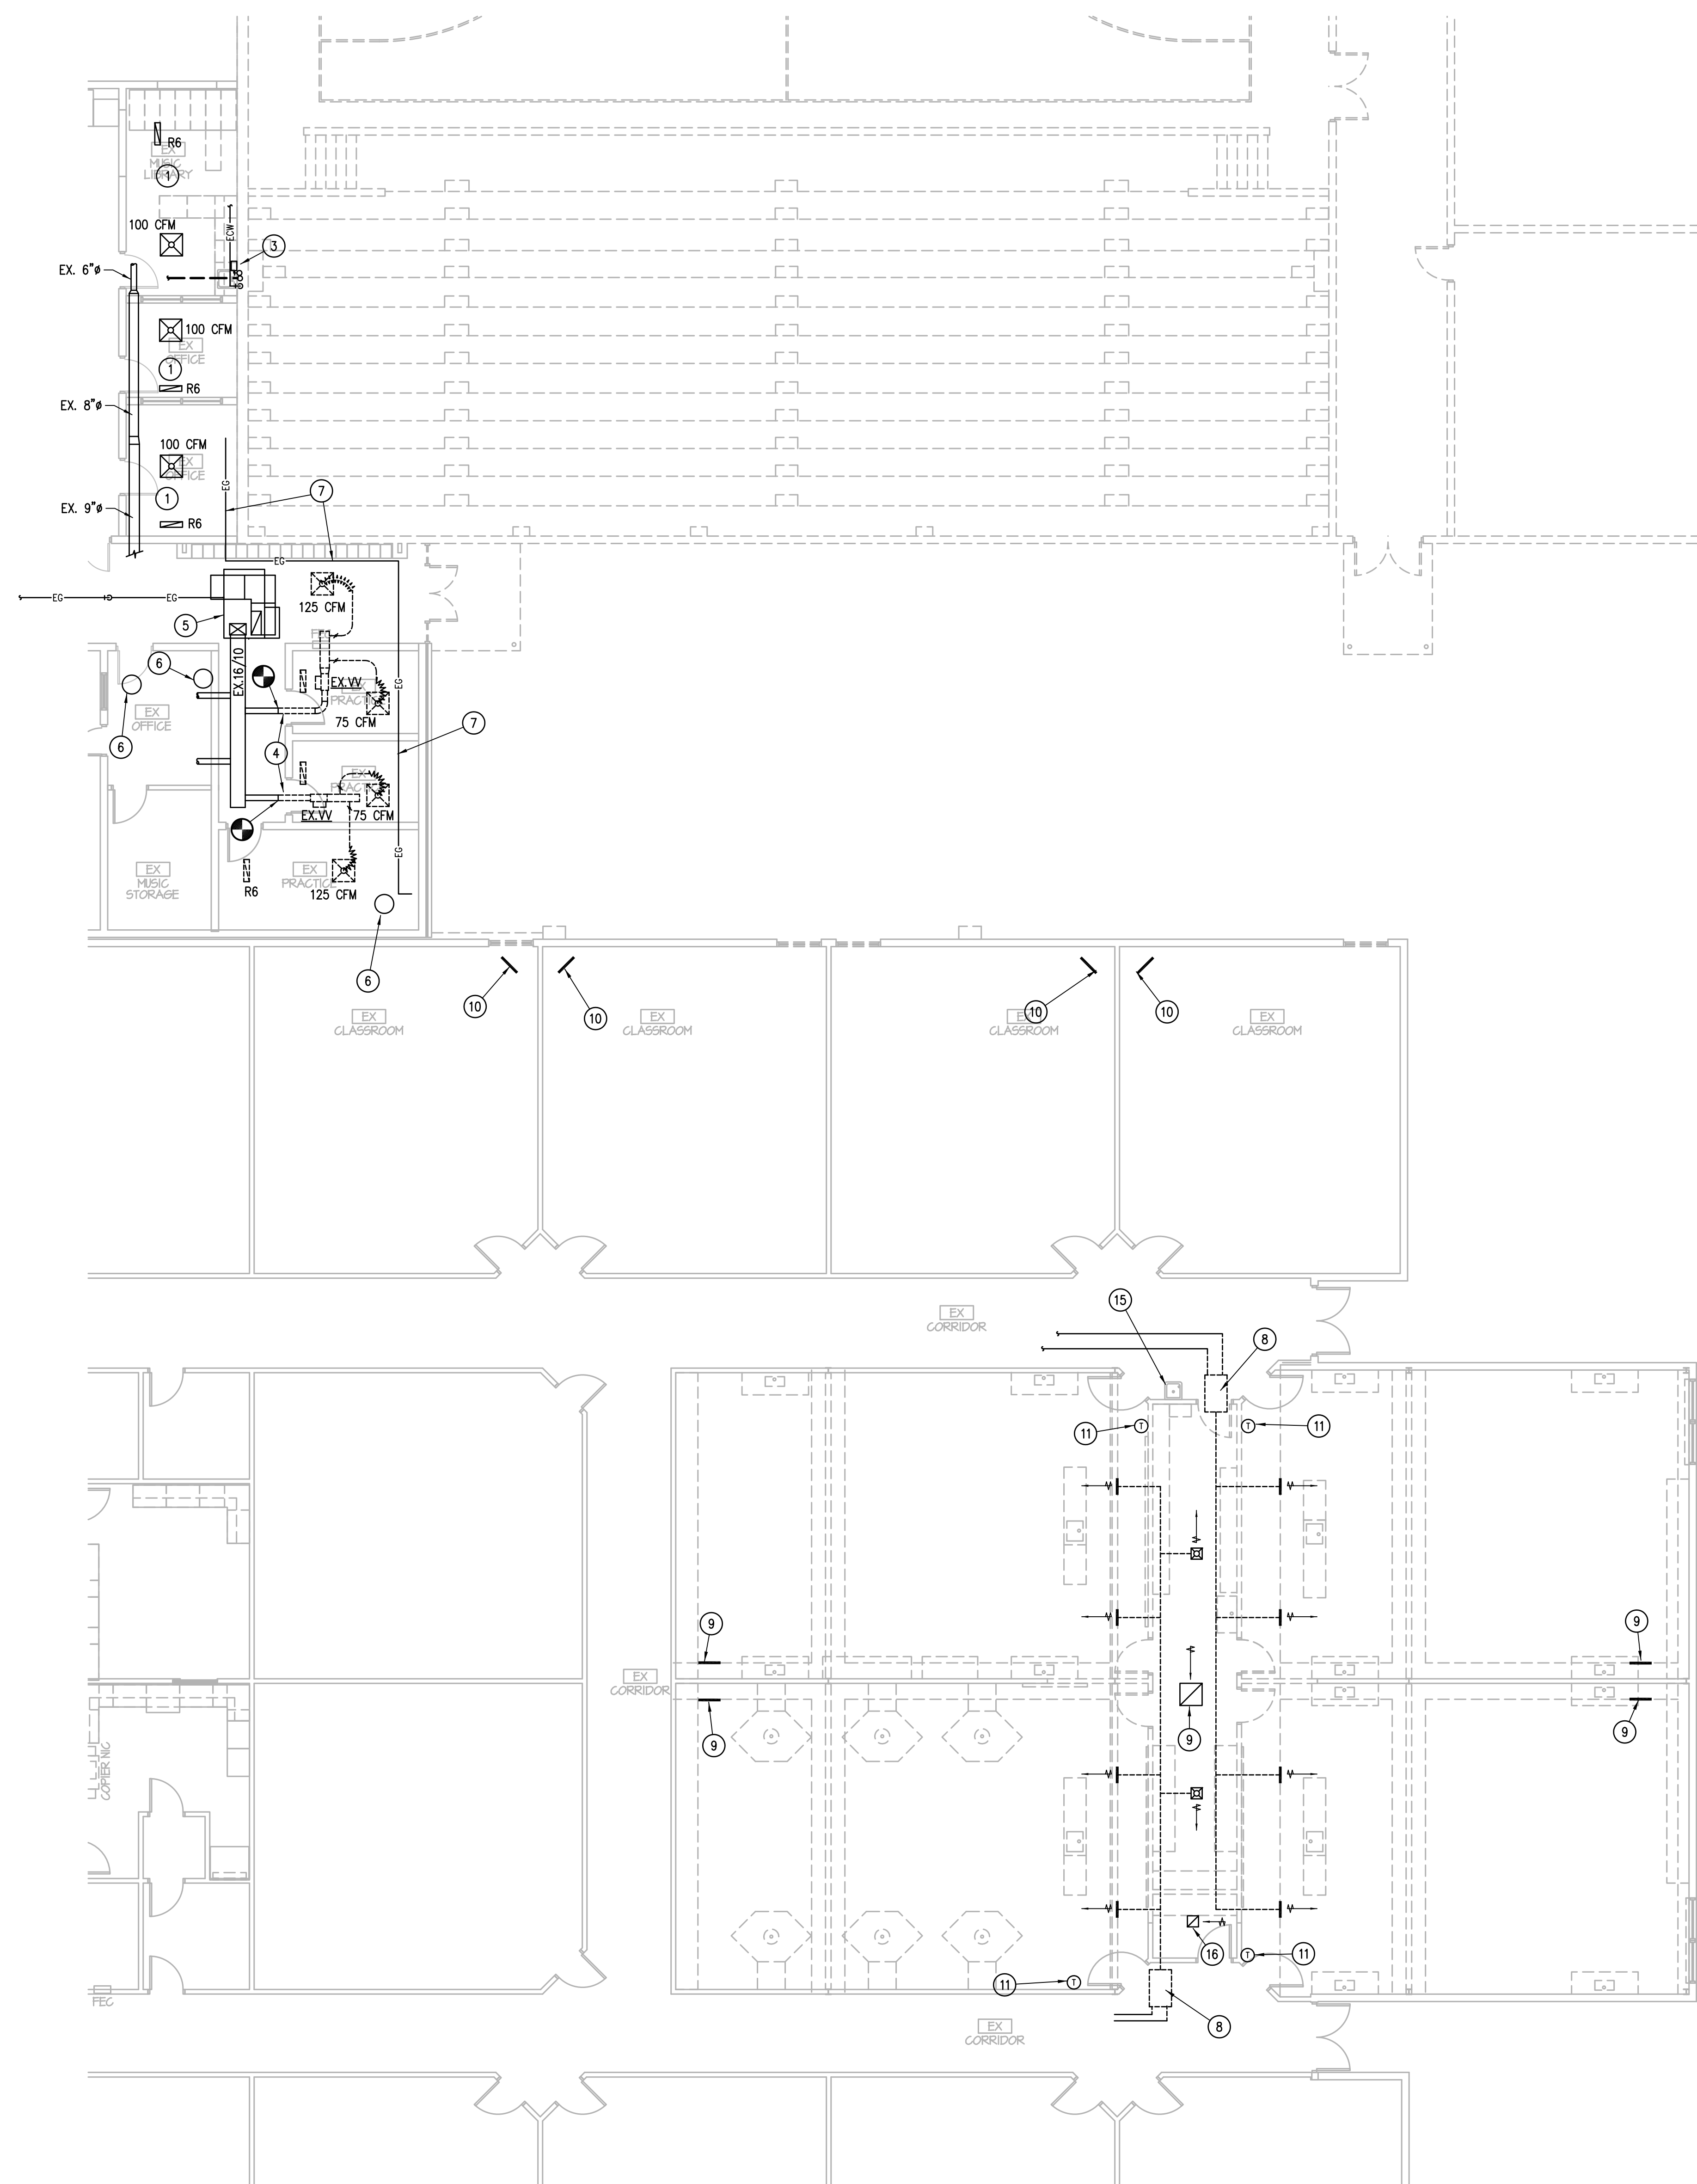 R6
EX
MUSIC
LIBRARY
1
100 CFM
ECW
3
EX. 6"ø
100 CFM
EX
OFFICE
1
R6
EX. 8"ø
100 CFM
EX
OFFICE
1
EG
7
EX. 9"ø
R6
EG
EG
EG
125 CFM
5
FEC
6
EX.16/10
EX.VV
EX
PRACTICE
EG
6
EX
OFFICE
75 CFM
7
4
EX
PRACTICE
EX.VV
75 CFM
EG
EX
MUSIC
STORAGE
R6
EX
PRACTICE
125 CFM
6
10
10
10
10
EX
CLASSROOM
EX
CLASSROOM
EX
CLASSROOM
EX
CLASSROOM
15
EX
CORRIDOR
8
11
T
T
11
9
9
EX
CORRIDOR
9
9
9
COPIER NIC
16
T
11
11
T
FEC
EX
CORRIDOR
8